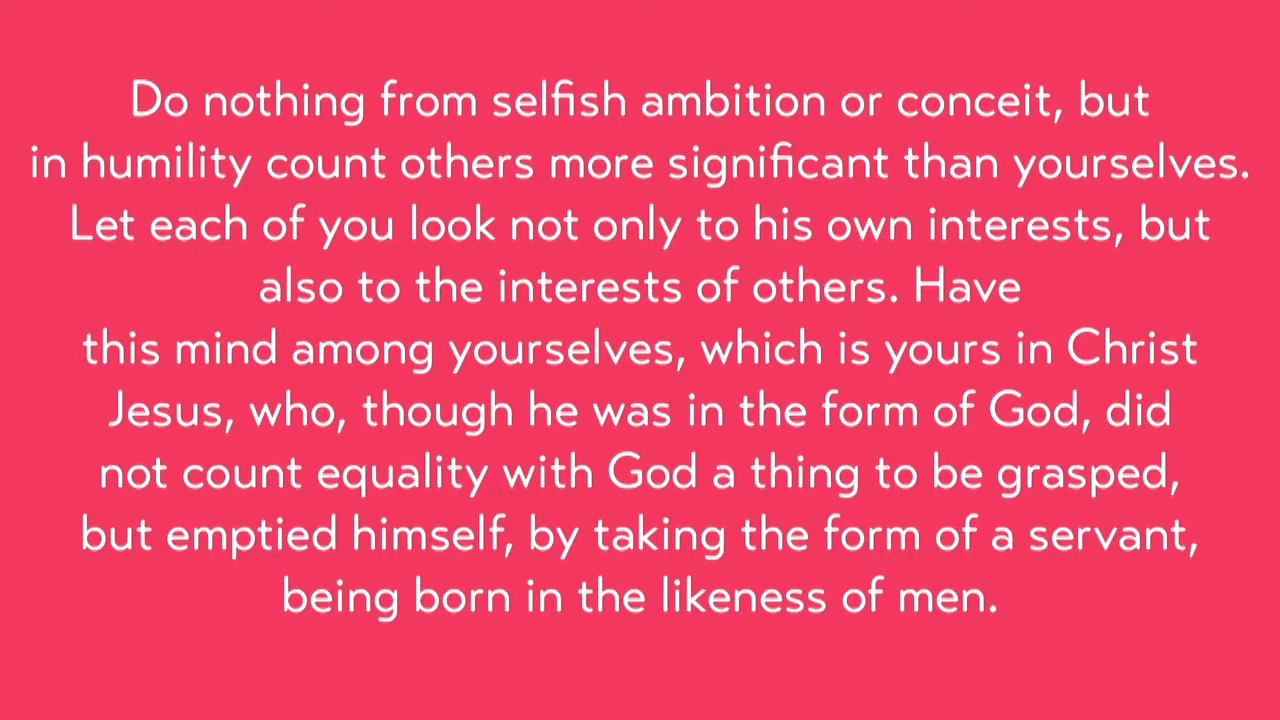 Do nothing from selfish ambition or conceit, but
in humility count others more significant than yourselves.
Let each of you look not only to his own interests, but
also to the interests of others. Have
this mind among yourselves, which is yours in Christ
Jesus, who, though he was in the form of God, did
not count equality with God a thing to be grasped,
but emptied himself, by taking the form of a servant,
being born in the likeness of men.